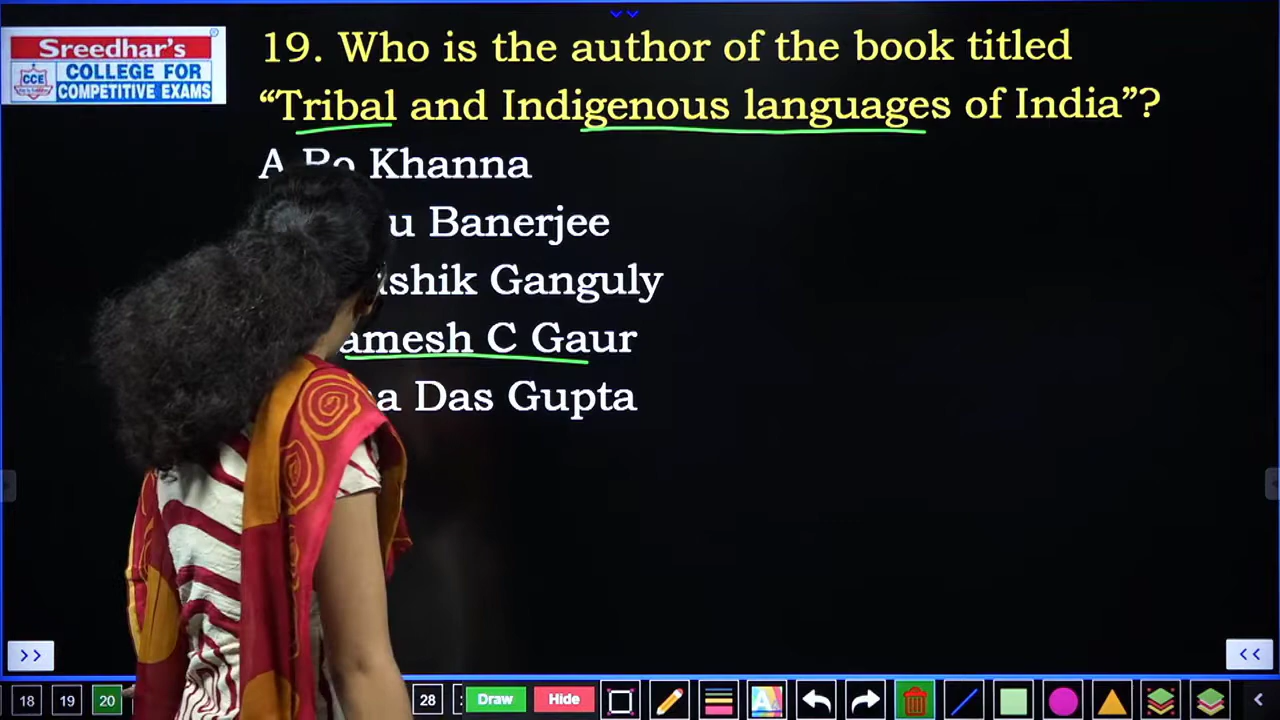 Sreedhar's
CCE
COLLEGE FOR
COMPETITIVE EXAMS
19. Who is the author of the book titled
“Tribal and Indigenous languages of India”?
A Ro Khanna
Banerjee
Ganguly
amesh C Gaur
Das Gupta
>>
<<
18 19 20 28 Draw Hide